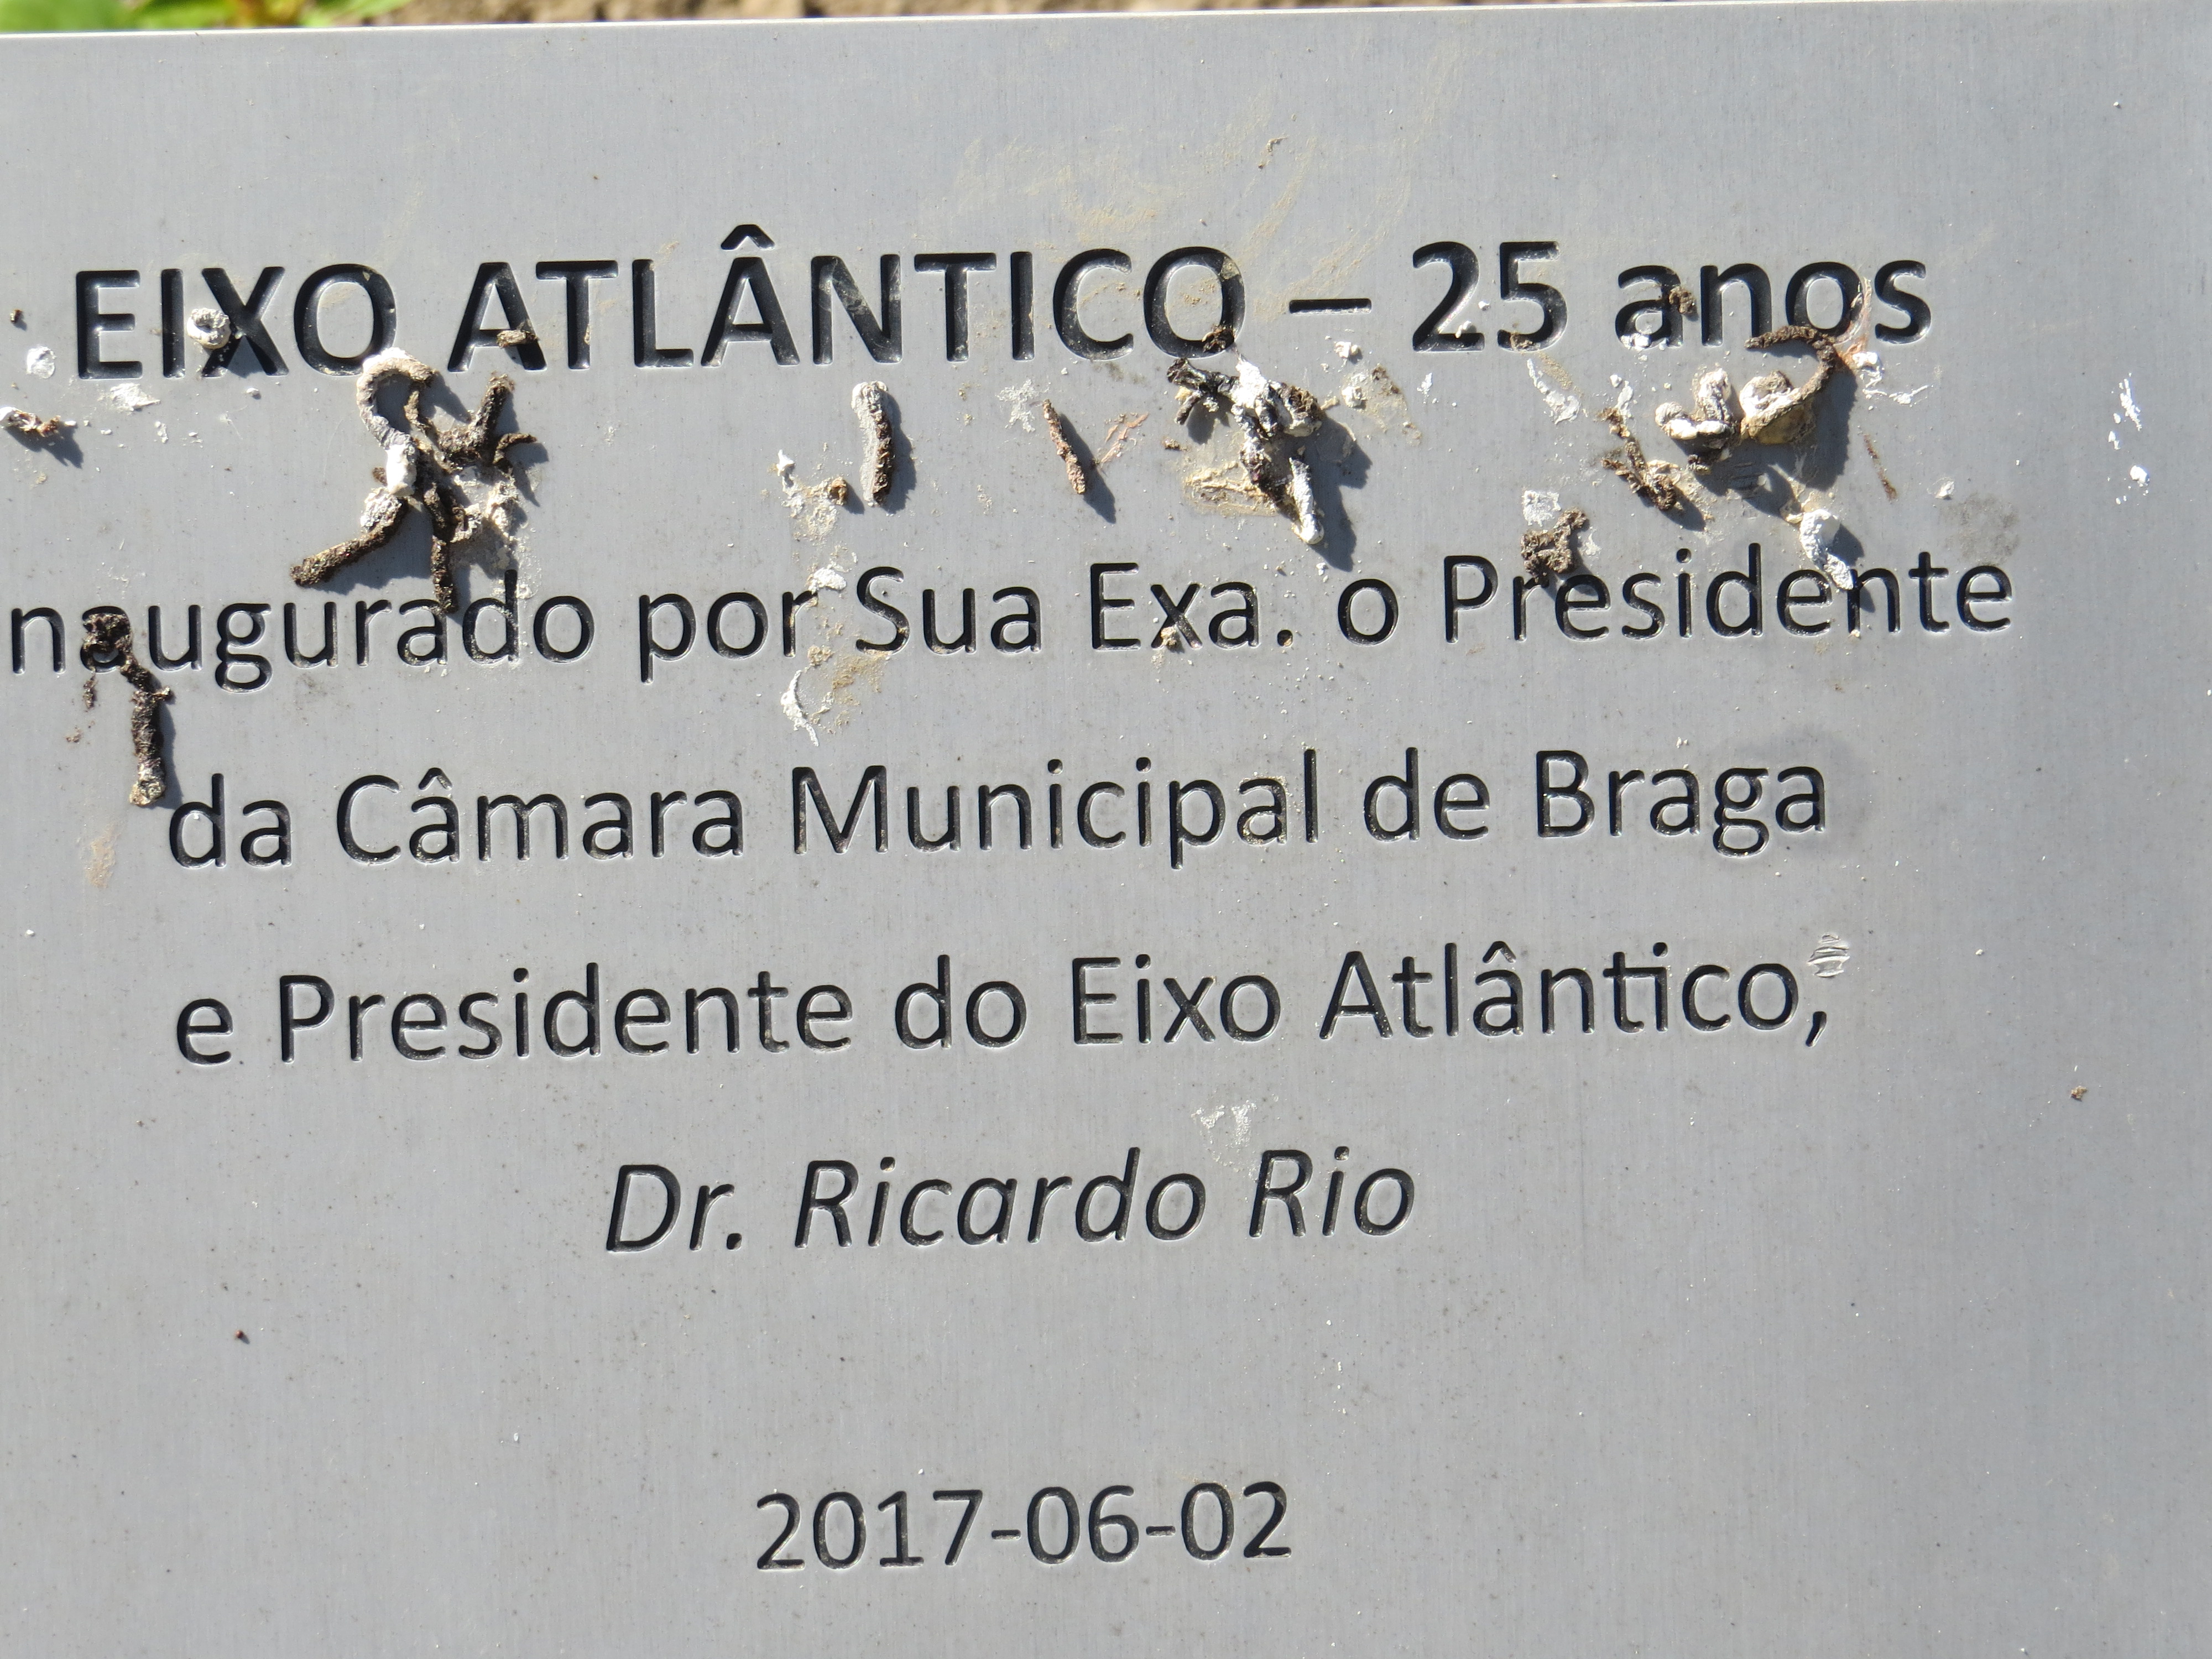 EIXO ATLÂNTICO – 25 anos
naugurado por Sua Exa. o Presidente
da Câmara Municipal de Braga
e Presidente do Eixo Atlântico,
Dr. Ricardo Rio
2017-06-02